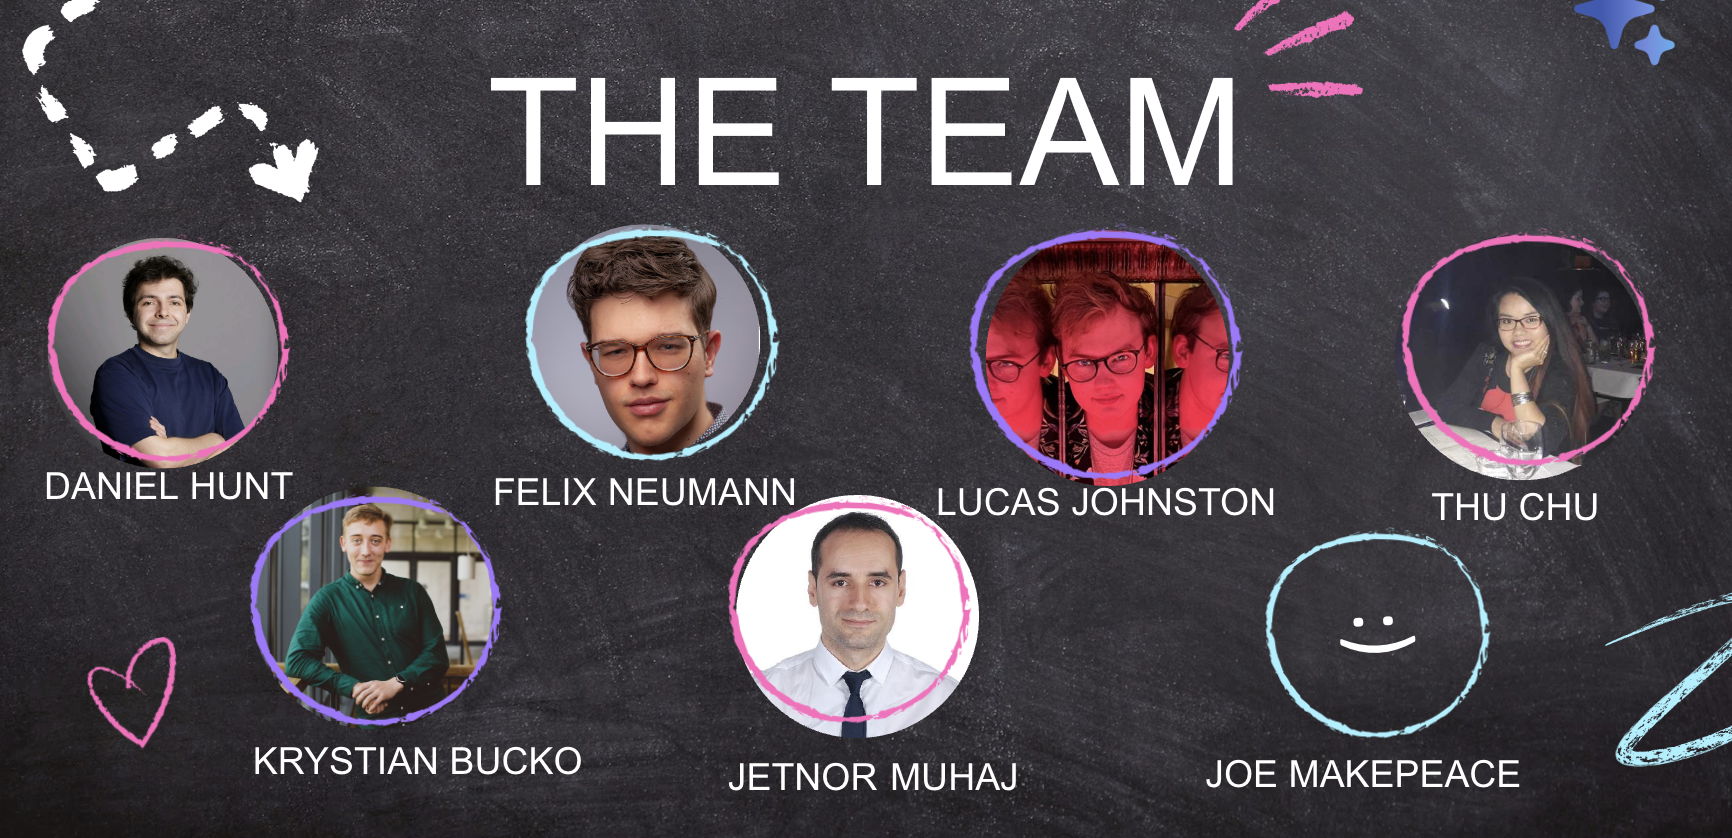 THE TEAM
DANIEL HUNT
FELIX NEUMANN
LUCAS JOHNSTON
THU CHU
KRYSTIAN BUCKO
JETNOR MUHAJ
JOE MAKEPEACE